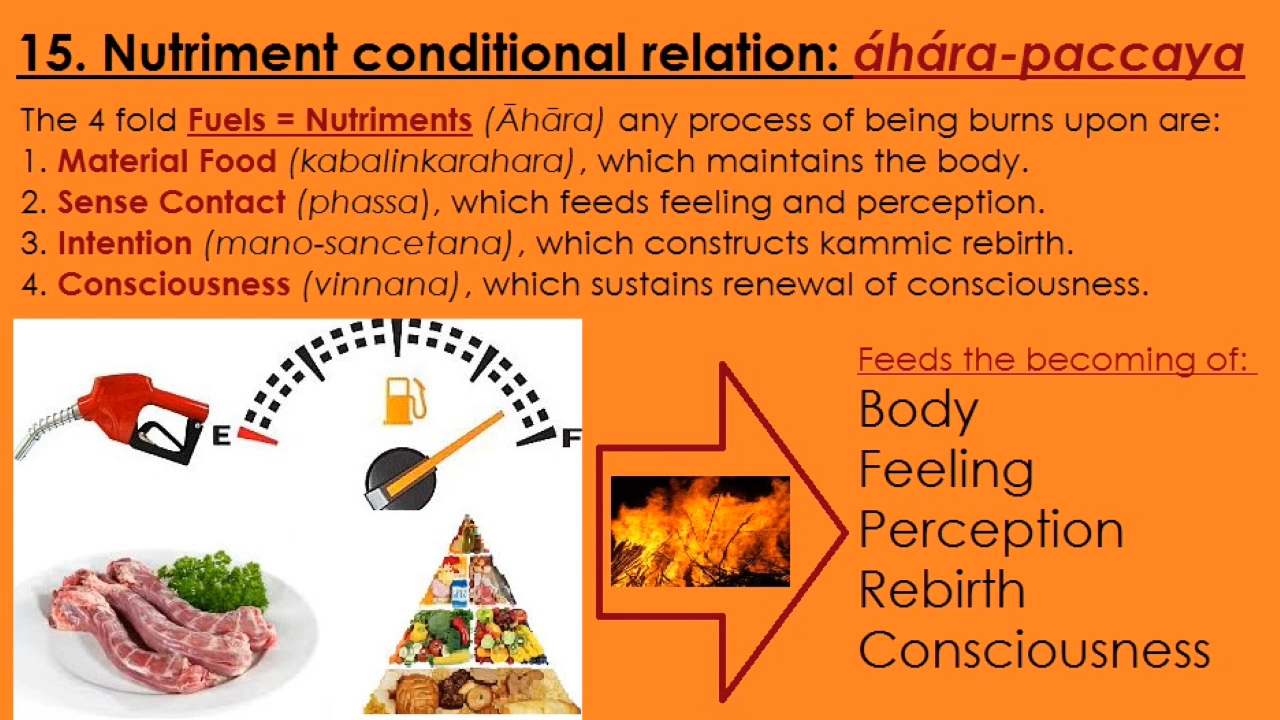 15. Nutriment conditional relation: áhára-paccaya
The 4 fold Fuels = Nutriments (Āhāra) any process of being burns upon are:
1. Material Food (kabalinkarahara), which maintains the body.
2. Sense Contact (phassa), which feeds feeling and perception.
3. Intention (mano-sancetana), which constructs kammic rebirth.
4. Consciousness (vinnana), which sustains renewal of consciousness.
E
F
Feeds the becoming of:
Body
Feeling
Perception
Rebirth
Consciousness